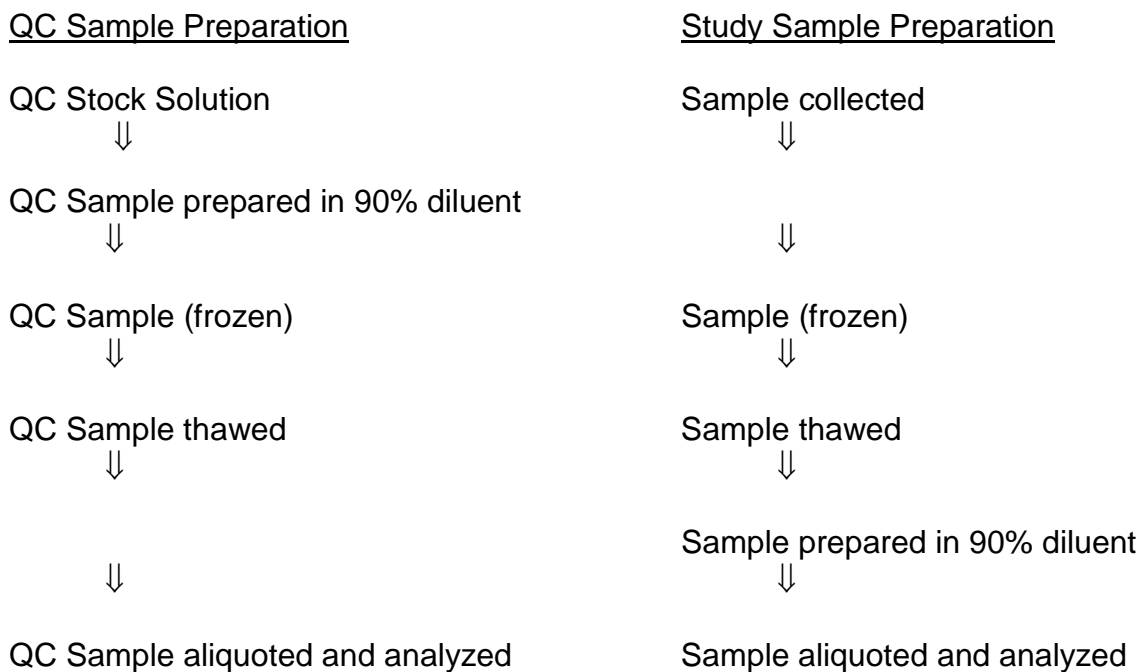 QC Sample Preparation
QC Stock Solution
⇓
QC Sample prepared in 90% diluent
⇓
QC Sample (frozen)
⇓
QC Sample thawed
⇓
⇓
QC Sample aliquoted and analyzed
Study Sample Preparation
Sample collected
⇓
⇓
Sample (frozen)
⇓
Sample thawed
⇓
Sample prepared in 90% diluent
⇓
Sample aliquoted and analyzed